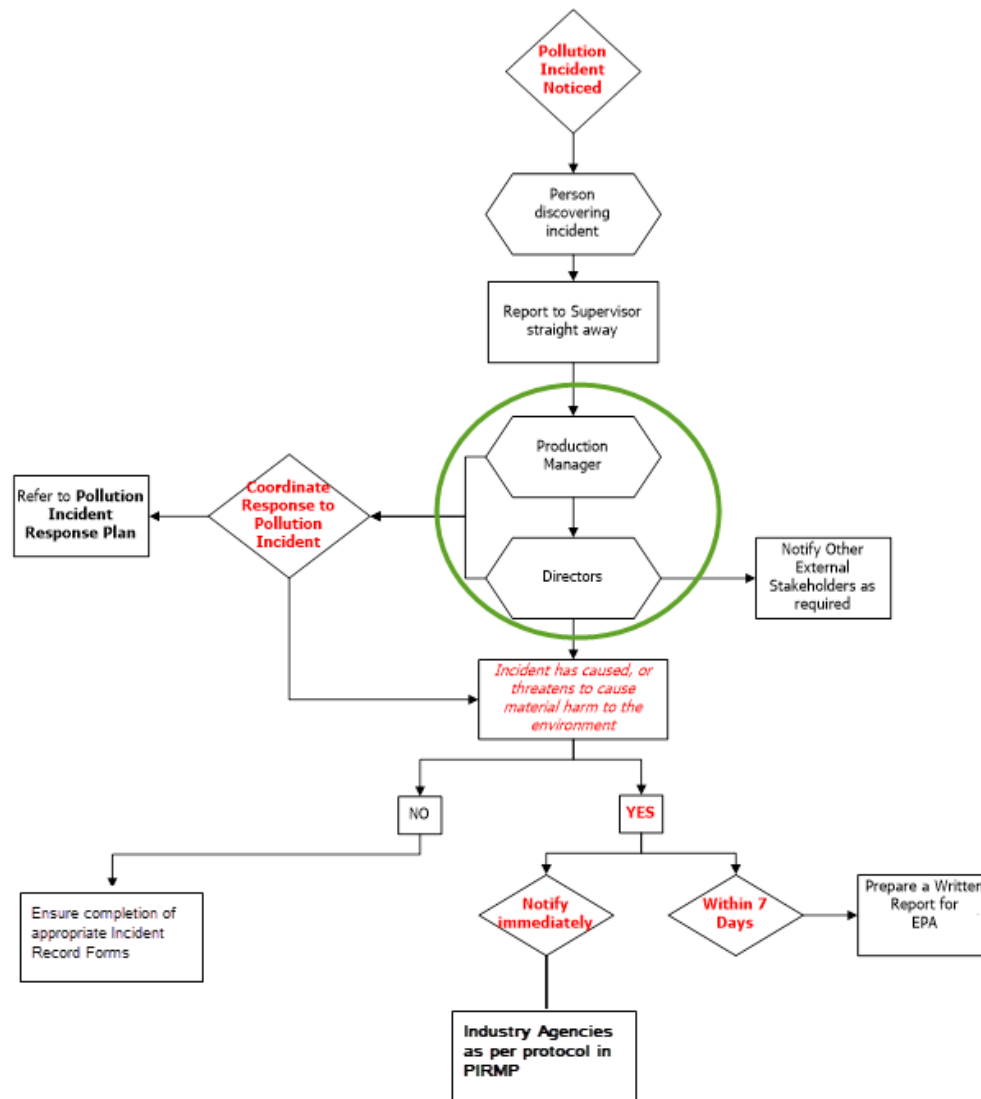 Pollution
Incident
Noticed
Person
discovering
incident
Report to Supervisor
straight away
Production
Manager
Refer to Pollution
Incident
Response Plan
Coordinate
Response to
Pollution
Incident
Directors
Notify Other
External
Stakeholders as
required
Incident has caused, or
threatens to cause
material harm to the
environment
NO
YES
Ensure completion of
appropriate Incident
Record Forms
Notify
immediately
Within 7
Days
Prepare a Written
Report for
EPA
Industry Agencies
as per protocol in
PIRMP